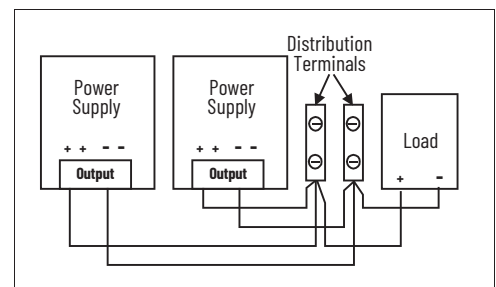 Distribution
Terminals
Power
Supply
+ + - -
Output
Power
Supply
+ + - -
Output
Load
+ -